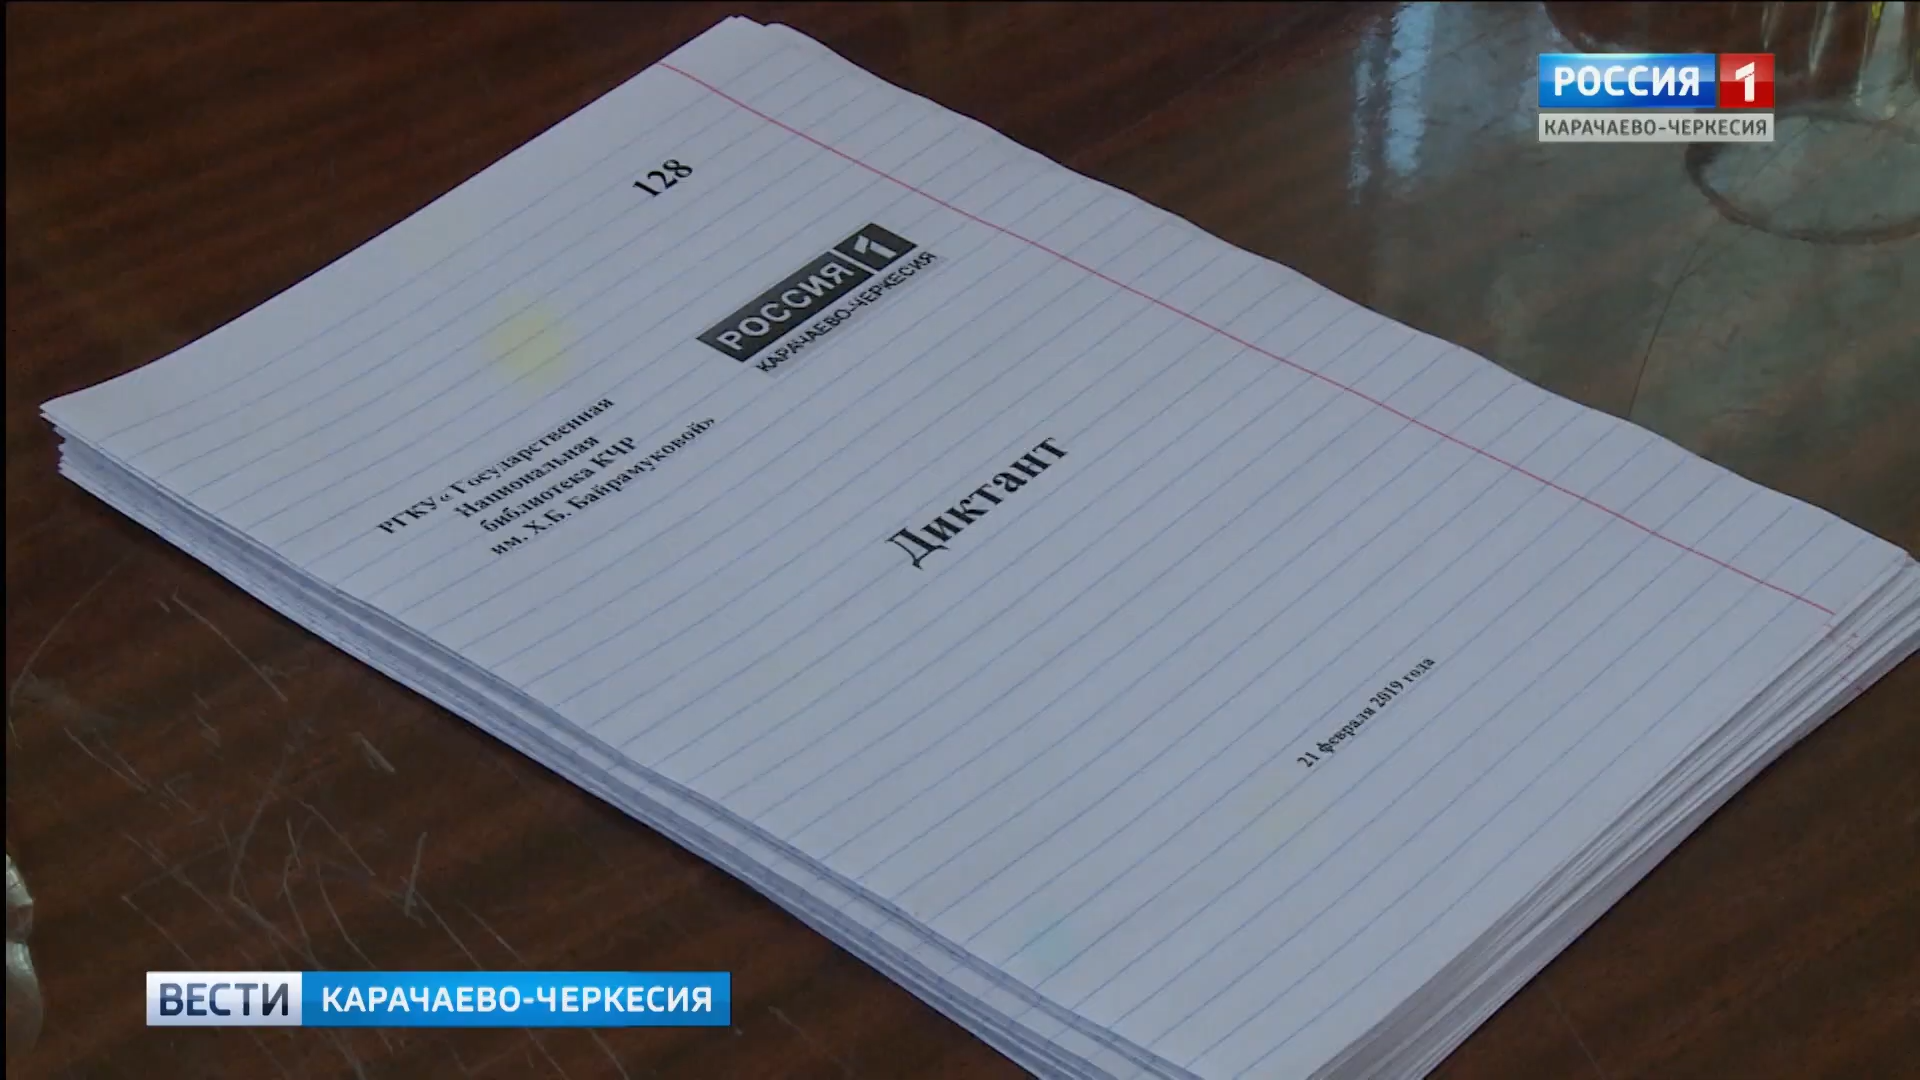 РОССИЯ 1
КАРАЧАЕВО-ЧЕРКЕСИЯ
128
РОССИЯ 1
КАРАЧАЕВО-ЧЕРКЕСИЯ
РГКУ «Государственная
Национальная
библиотека КЧР
им. Х.Б. Байрамуковой»
Диктант
21 февраля 2019 года
ВЕСТИ КАРАЧАЕВО-ЧЕРКЕСИЯ